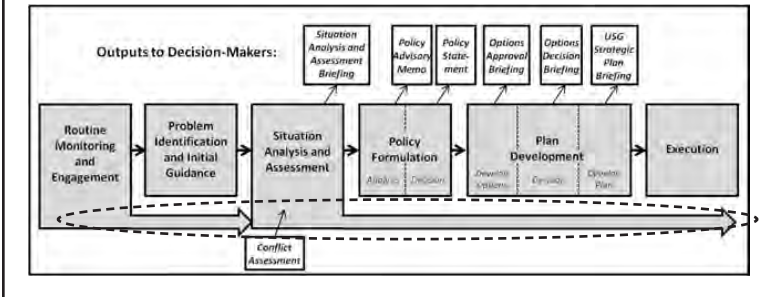 Outputs to Decision-Makers:
Situation
Analysis and
Assessment
Briefing
Policy
Advisory
Memo
Policy
State-
ment
Options
Approval
Briefing
Options
Decision
Briefing
USG
Strategic
Plan
Briefing
Routine
Monitoring
and
Engagement
Problem
Identification
and Initial
Guidance
Situation
Analysis and
Assessment
Policy
Formulation
Analysis
Decision
Plan
Development
Develop
Options
Decision
Develop
Plan
Execution
Conflict
Assessment